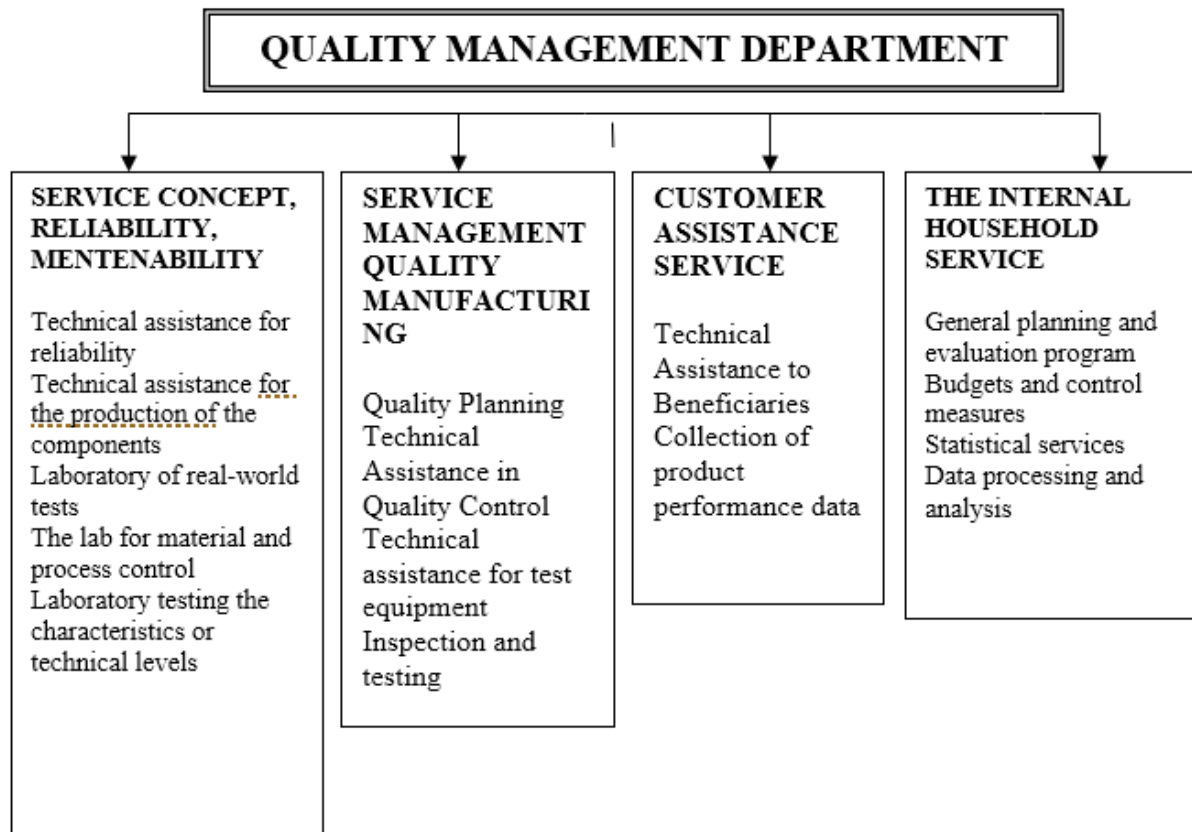 QUALITY MANAGEMENT DEPARTMENT
SERVICE CONCEPT,
RELIABILITY,
MENTENABILITY
Technical assistance for
reliability
Technical assistance for
the production of the
components
Laboratory of real-world
tests
The lab for material and
process control
Laboratory testing the
characteristics or
technical levels
SERVICE
MANAGEMENT
QUALITY
MANUFACTURI
NG
Quality Planning
Technical
Assistance in
Quality Control
Technical
assistance for test
equipment
Inspection and
testing
CUSTOMER
ASSISTANCE
SERVICE
Technical
Assistance to
Beneficiaries
Collection of
product
performance data
THE INTERNAL
HOUSEHOLD
SERVICE
General planning and
evaluation program
Budgets and control
measures
Statistical services
Data processing and
analysis